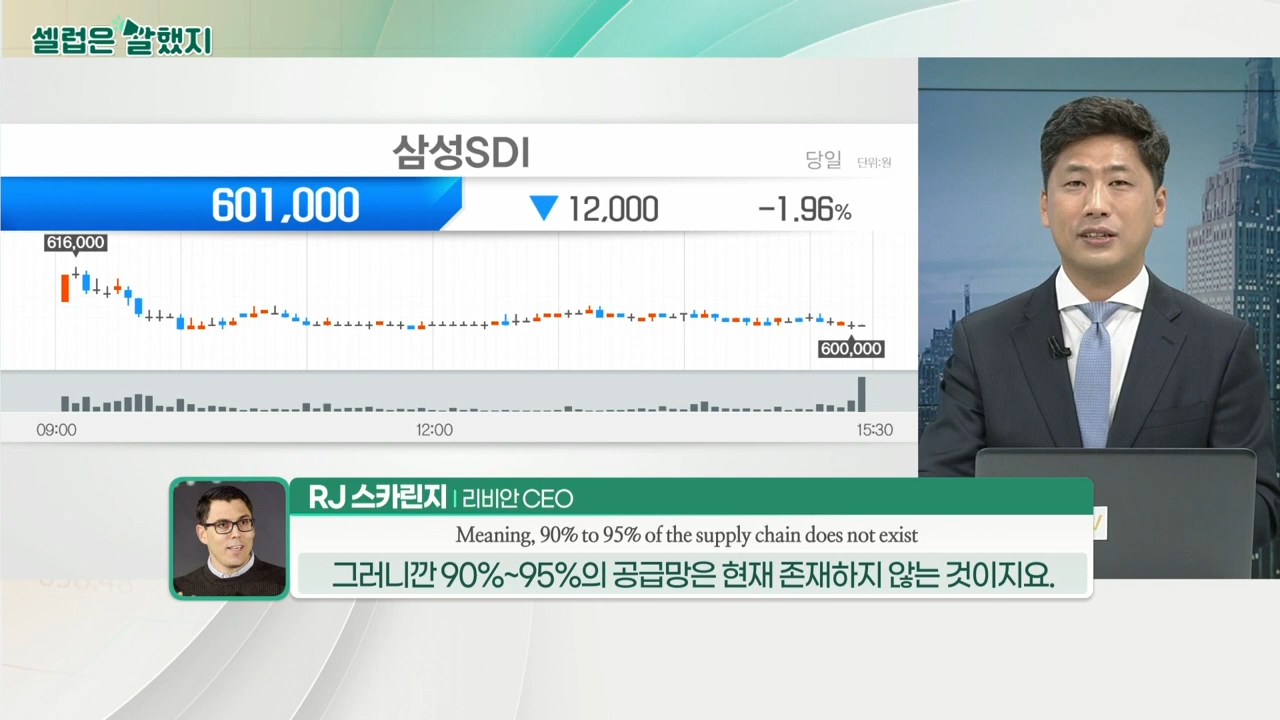 셀럽은 말했지
삼성SDI
당일 단위:원
601,000 ▼12,000 -1.96%
616,000
600,000
09:00 12:00 15:30
RJ 스카린지 | 리비안 CEO
Meaning, 90% to 95% of the supply chain does not exist
그러니깐 90%~95%의 공급망은 현재 존재하지 않는 것이지요.